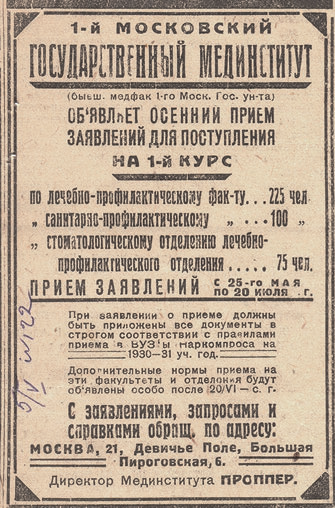 1-й МОСКОВСКИЙ
ГОСУДАРСТВЕННЫЙ МЕДИНСТИТУТ
(бывш. медфак 1-го Моск. Гос. ун-та)
ОБ'ЯВЛЯЕТ ОСЕННИЙ ПРИЕМ
ЗАЯВЛЕНИЙ ДЛЯ ПОСТУПЛЕНИЯ
НА 1-й КУРС
по лечебно-профилактическому фак-ту. . . 225 чел.
„ санитарно-профилактическому „ . . . 100 „
„ стоматологическому отделению лечебно-
профилактического отделения . . . . . 75 чел.
ПРИЕМ ЗАЯВЛЕНИЙ С 25-го МАЯ
ПО 20 ИЮЛЯ с. г.
При заявлении о приеме должны
быть приложены все документы в
строгом соответствии с правилами
приема в ВУЗ'ы Наркомпроса на
1930—31 уч. год.
Дополнительные нормы приема на
эти факультеты и отделения будут
об'явлены особо после 20/VI — с. г.
С заявлениями, запросами и
справками обращ. по адресу:
МОСКВА, 21, Девичье Поле, Большая
Пироговская, 6.
Директор Мединститута ПРОППЕР.